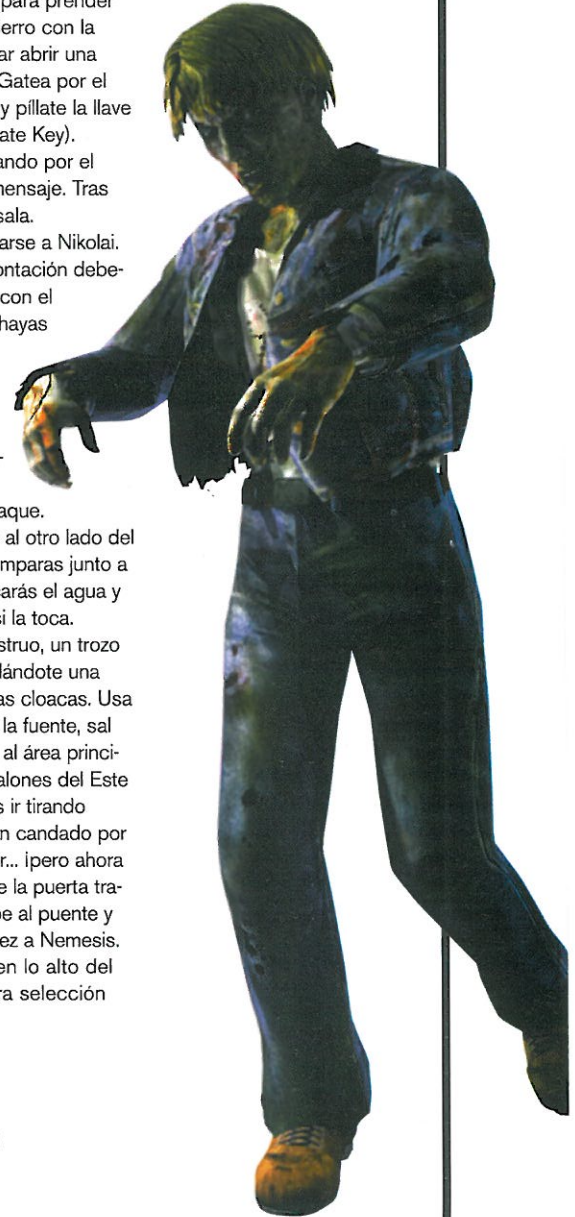 para prender
erro con la
ar abrir una
Gatea por el
y píllate la llave
ate Key).
ando por el
mensaje. Tras
sala.
arse a Nikolai.
ontación debe-
con el
hayas
aque.
al otro lado del
mparas junto a
arás el agua y
si la toca.
struo, un trozo
dándote una
as cloacas. Usa
la fuente, sal
al área princi-
alones del Este
s ir tirando
n candado por
r... ¡pero ahora
e la puerta tra-
be al puente y
ez a Nemesis.
en lo alto del
ra selección